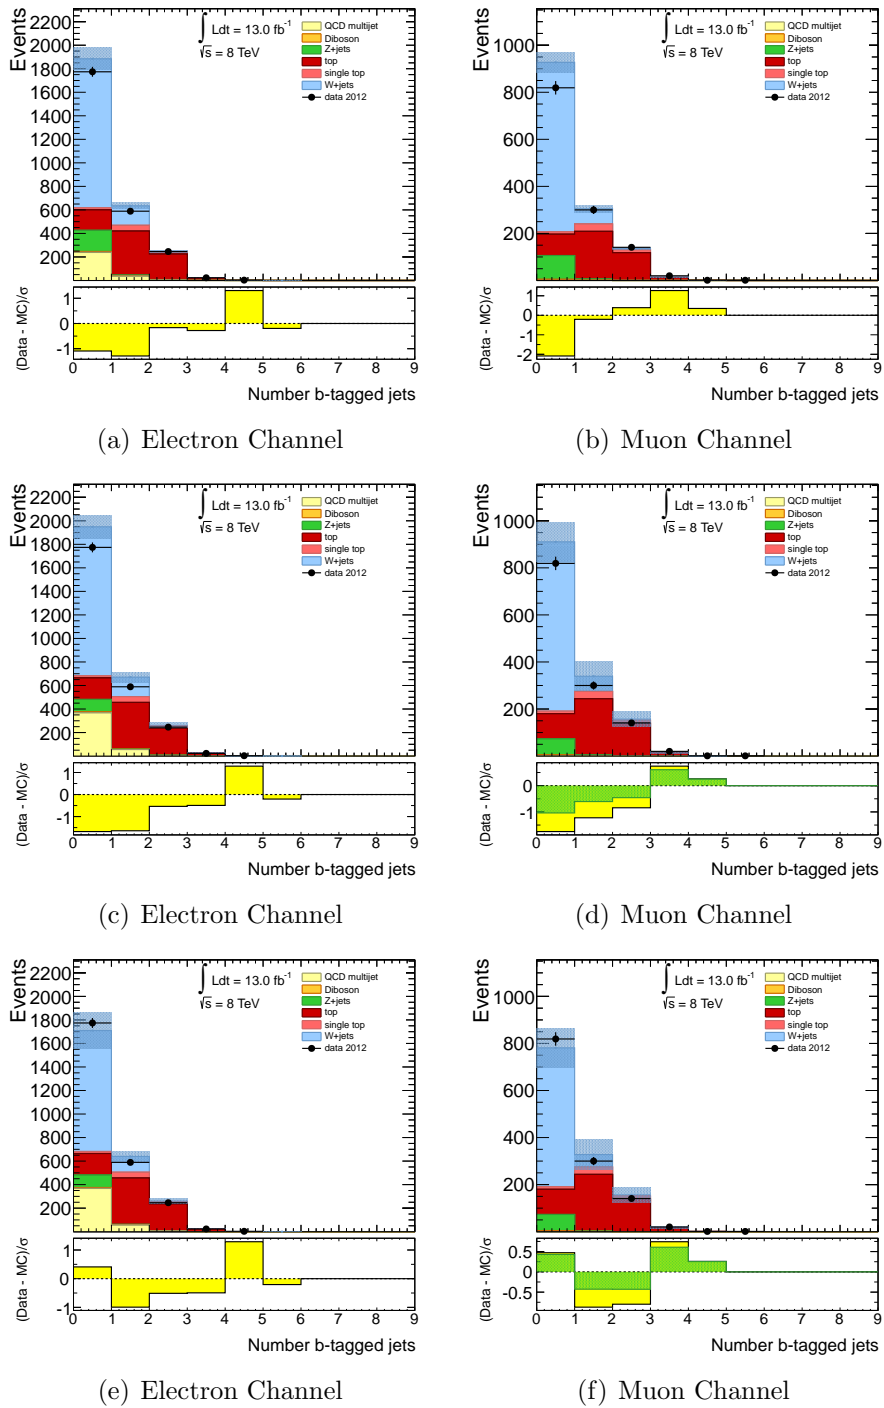 Events
2200
2000
1800
1600
1400
1200
1000
800
600
400
200
∫ Ldt = 13.0 fb⁻¹
√s = 8 TeV
QCD multijet
Diboson
Z+jets
top
single top
W+jets
data 2012
(Data - MC)/σ
1
0
-1
0 1 2 3 4 5 6 7 8 9
Number b-tagged jets
(a) Electron Channel
Events
1000
800
600
400
200
∫ Ldt = 13.0 fb⁻¹
√s = 8 TeV
QCD multijet
Diboson
Z+jets
top
single top
W+jets
data 2012
(Data - MC)/σ
1
0
-1
-2
0 1 2 3 4 5 6 7 8 9
Number b-tagged jets
(b) Muon Channel
Events
2200
2000
1800
1600
1400
1200
1000
800
600
400
200
∫ Ldt = 13.0 fb⁻¹
√s = 8 TeV
QCD multijet
Diboson
Z+jets
top
single top
W+jets
data 2012
(Data - MC)/σ
1
0
-1
0 1 2 3 4 5 6 7 8 9
Number b-tagged jets
(c) Electron Channel
Events
1000
800
600
400
200
∫ Ldt = 13.0 fb⁻¹
√s = 8 TeV
QCD multijet
Diboson
Z+jets
top
single top
W+jets
data 2012
(Data - MC)/σ
1
0
-1
0 1 2 3 4 5 6 7 8 9
Number b-tagged jets
(d) Muon Channel
Events
2200
2000
1800
1600
1400
1200
1000
800
600
400
200
∫ Ldt = 13.0 fb⁻¹
√s = 8 TeV
QCD multijet
Diboson
Z+jets
top
single top
W+jets
data 2012
(Data - MC)/σ
1
0
-1
0 1 2 3 4 5 6 7 8 9
Number b-tagged jets
(e) Electron Channel
Events
1000
800
600
400
200
∫ Ldt = 13.0 fb⁻¹
√s = 8 TeV
QCD multijet
Diboson
Z+jets
top
single top
W+jets
data 2012
(Data - MC)/σ
0.5
0
-0.5
0 1 2 3 4 5 6 7 8 9
Number b-tagged jets
(f) Muon Channel